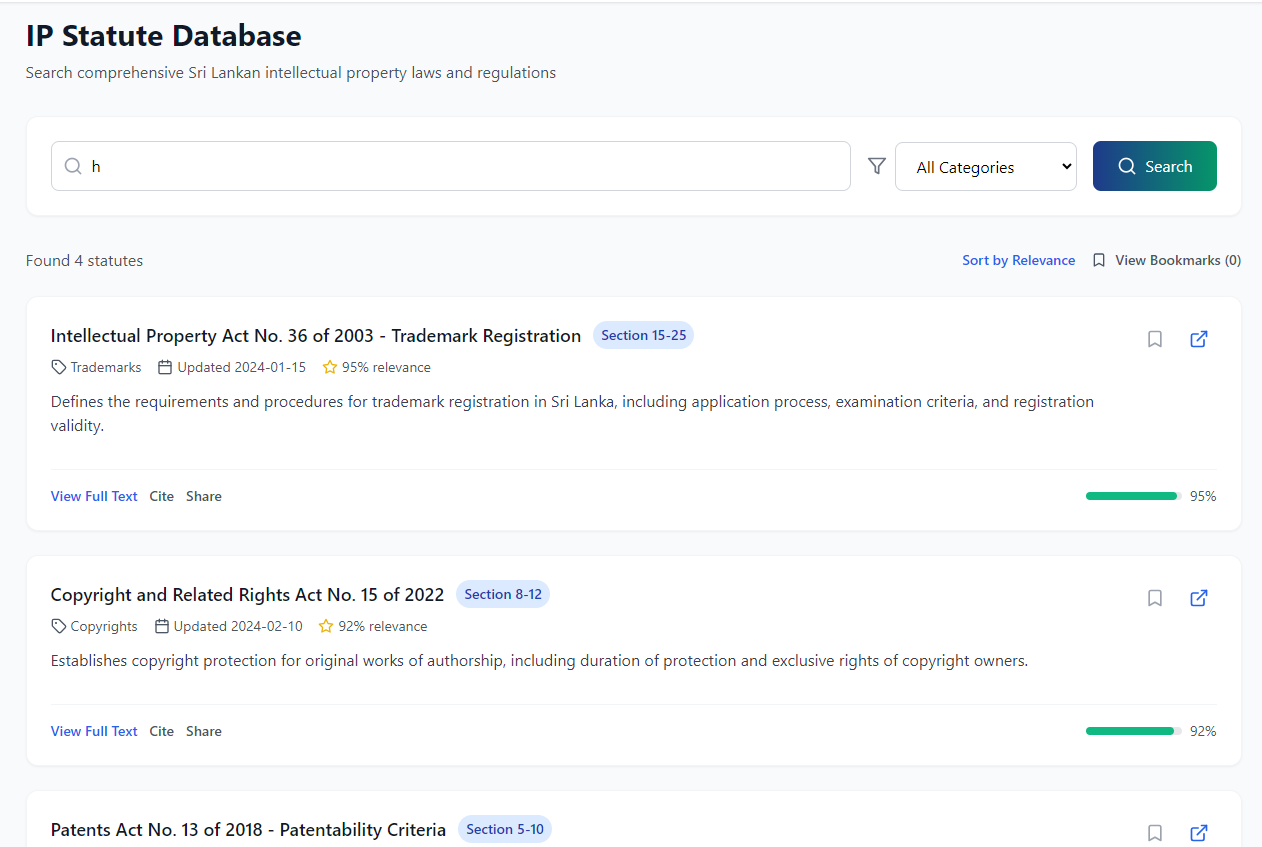 IP Statute Database
Search comprehensive Sri Lankan intellectual property laws and regulations
h
All Categories
Search
Found 4 statutes
Sort by Relevance
View Bookmarks (0)
Intellectual Property Act No. 36 of 2003 - Trademark Registration
Section 15-25
Trademarks
Updated 2024-01-15
95% relevance
Defines the requirements and procedures for trademark registration in Sri Lanka, including application process, examination criteria, and registration
validity.
View Full Text
Cite
Share
95%
Copyright and Related Rights Act No. 15 of 2022
Section 8-12
Copyrights
Updated 2024-02-10
92% relevance
Establishes copyright protection for original works of authorship, including duration of protection and exclusive rights of copyright owners.
View Full Text
Cite
Share
92%
Patents Act No. 13 of 2018 - Patentability Criteria
Section 5-10